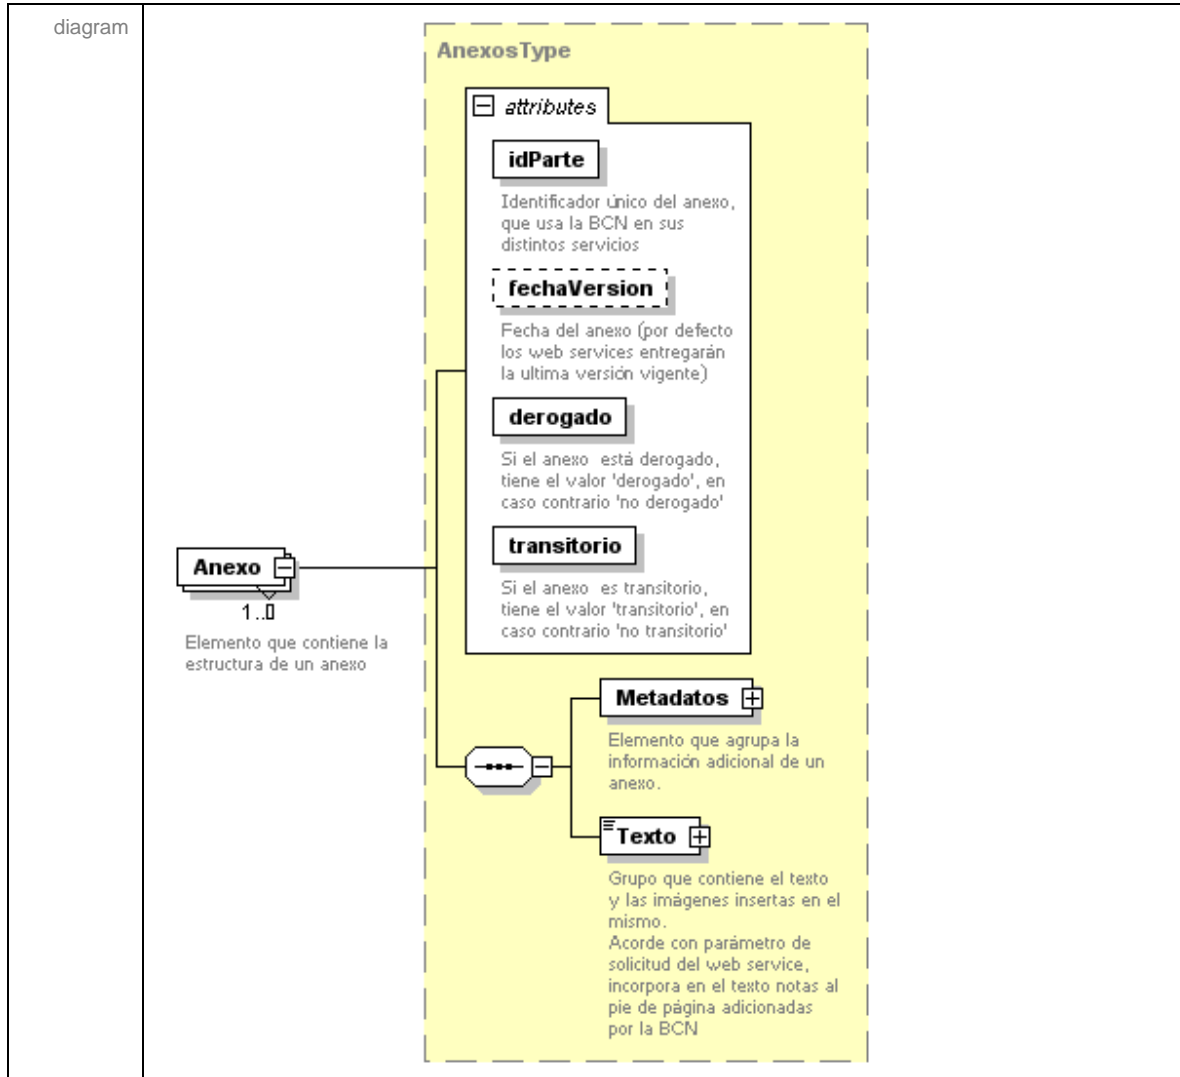 diagram
AnexosType
attributes
idParte
Identificador único del anexo,
que usa la BCN en sus
distintos servicios
fechaVersion
Fecha del anexo (por defecto
los web services entregarán
la ultima versión vigente)
derogado
Si el anexo está derogado,
tiene el valor 'derogado', en
caso contrario 'no derogado'
transitorio
Si el anexo es transitorio,
tiene el valor 'transitorio', en
caso contrario 'no transitorio'
Anexo
1..▯
Elemento que contiene la
estructura de un anexo
Metadatos
Elemento que agrupa la
información adicional de un
anexo.
Texto
Grupo que contiene el texto
y las imágenes insertas en el
mismo.
Acorde con parámetro de
solicitud del web service,
incorpora en el texto notas al
pie de página adicionadas
por la BCN